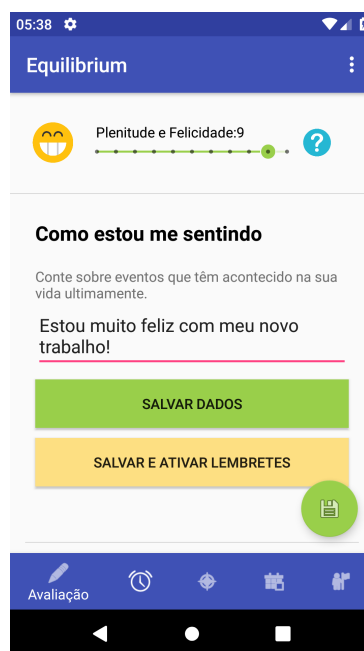 05:38
Equilibrium
Plenitude e Felicidade:9
?
Como estou me sentindo
Conte sobre eventos que têm acontecido na sua
vida ultimamente.
Estou muito feliz com meu novo
trabalho!
SALVAR DADOS
SALVAR E ATIVAR LEMBRETES
Avaliação